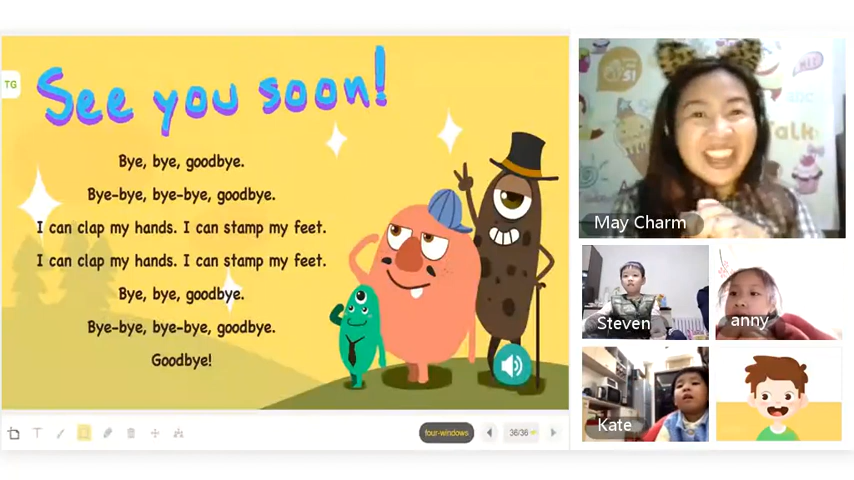 TG
See you soon!
Bye, bye, goodbye.
Bye-bye, bye-bye, goodbye.
I can clap my hands. I can stamp my feet.
I can clap my hands. I can stamp my feet.
Bye, bye, goodbye.
Bye-bye, bye-bye, goodbye.
Goodbye!
four-windows
36/36
51
Talk
May Charm
Steven
anny
Kate